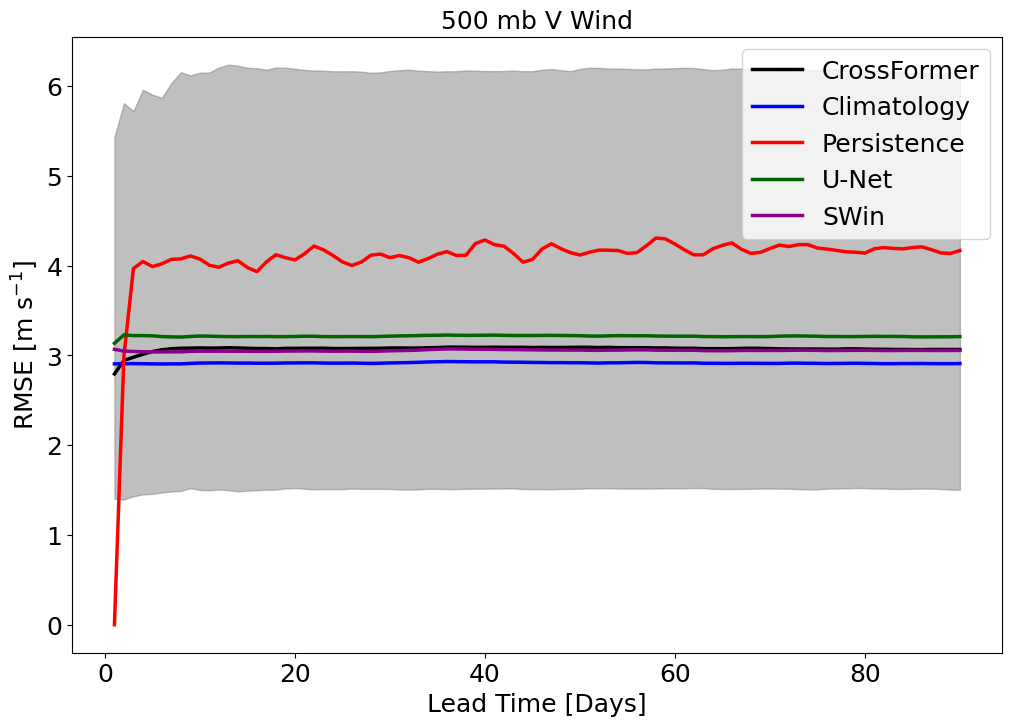 500 mb V Wind
CrossFormer
Climatology
Persistence
U-Net
SWin
RMSE [m s⁻¹]
6
5
4
3
2
1
0
0 20 40 60 80
Lead Time [Days]